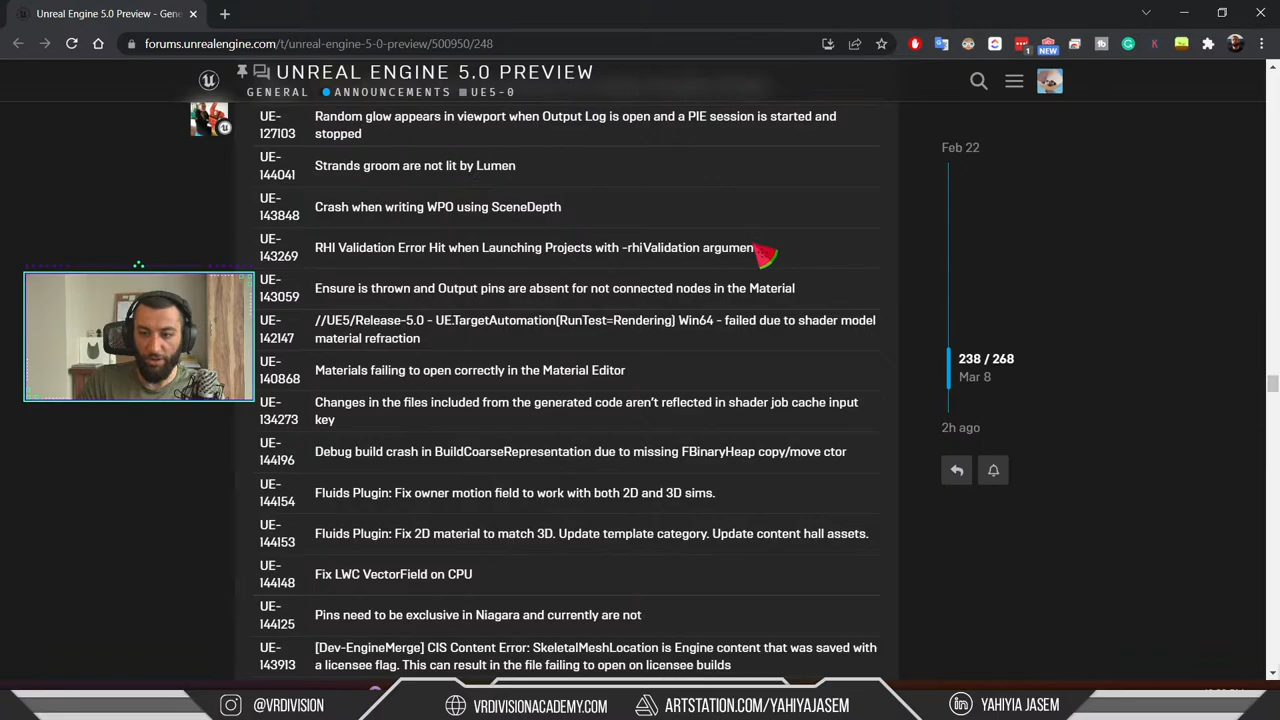 Unreal Engine 5.0 Preview - Gene
forums.unrealengine.com/t/unreal-engine-5-0-preview/500950/248
1
NEW
UNREAL ENGINE 5.0 PREVIEW
GENERAL ANNOUNCEMENTS UE5-0
UE-127103 Random glow appears in viewport when Output Log is open and a PIE session is started and
stopped
UE-144041 Strands groom are not lit by Lumen
UE-143848 Crash when writing WPO using SceneDepth
UE-143269 RHI Validation Error Hit when Launching Projects with -rhiValidation argumen
UE-143059 Ensure is thrown and Output pins are absent for not connected nodes in the Material
UE-142147 //UE5/Release-5.0 - UE.TargetAutomation(RunTest=Rendering) Win64 - failed due to shader model
material refraction
UE-140868 Materials failing to open correctly in the Material Editor
UE-134273 Changes in the files included from the generated code aren't reflected in shader job cache input
key
UE-144196 Debug build crash in BuildCoarseRepresentation due to missing FBinaryHeap copy/move ctor
UE-144154 Fluids Plugin: Fix owner motion field to work with both 2D and 3D sims.
UE-144153 Fluids Plugin: Fix 2D material to match 3D. Update template category. Update content hall assets.
UE-144148 Fix LWC VectorField on CPU
UE-144125 Pins need to be exclusive in Niagara and currently are not
UE-143913 [Dev-EngineMerge] CIS Content Error: SkeletalMeshLocation is Engine content that was saved with
a licensee flag. This can result in the file failing to open on licensee builds
Feb 22
238 / 268
Mar 8
2h ago
@VRDIVISION
VRDIVISIONACADEMY.COM
ARTSTATION.COM/YAHIYAJASEM
YAHIYIA JASEM